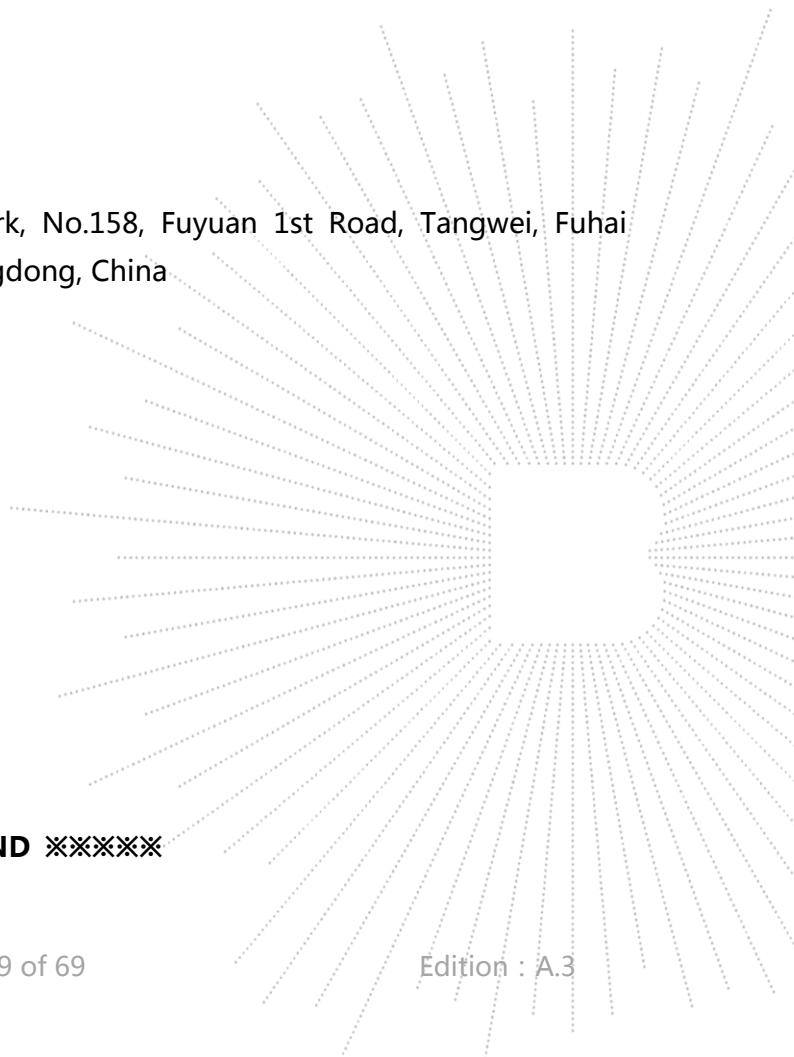 rk, No.158, Fuyuan 1st Road, Tangwei, Fuhai
gdong, China
ND ※※※※※
9 of 69 Edition：A.3